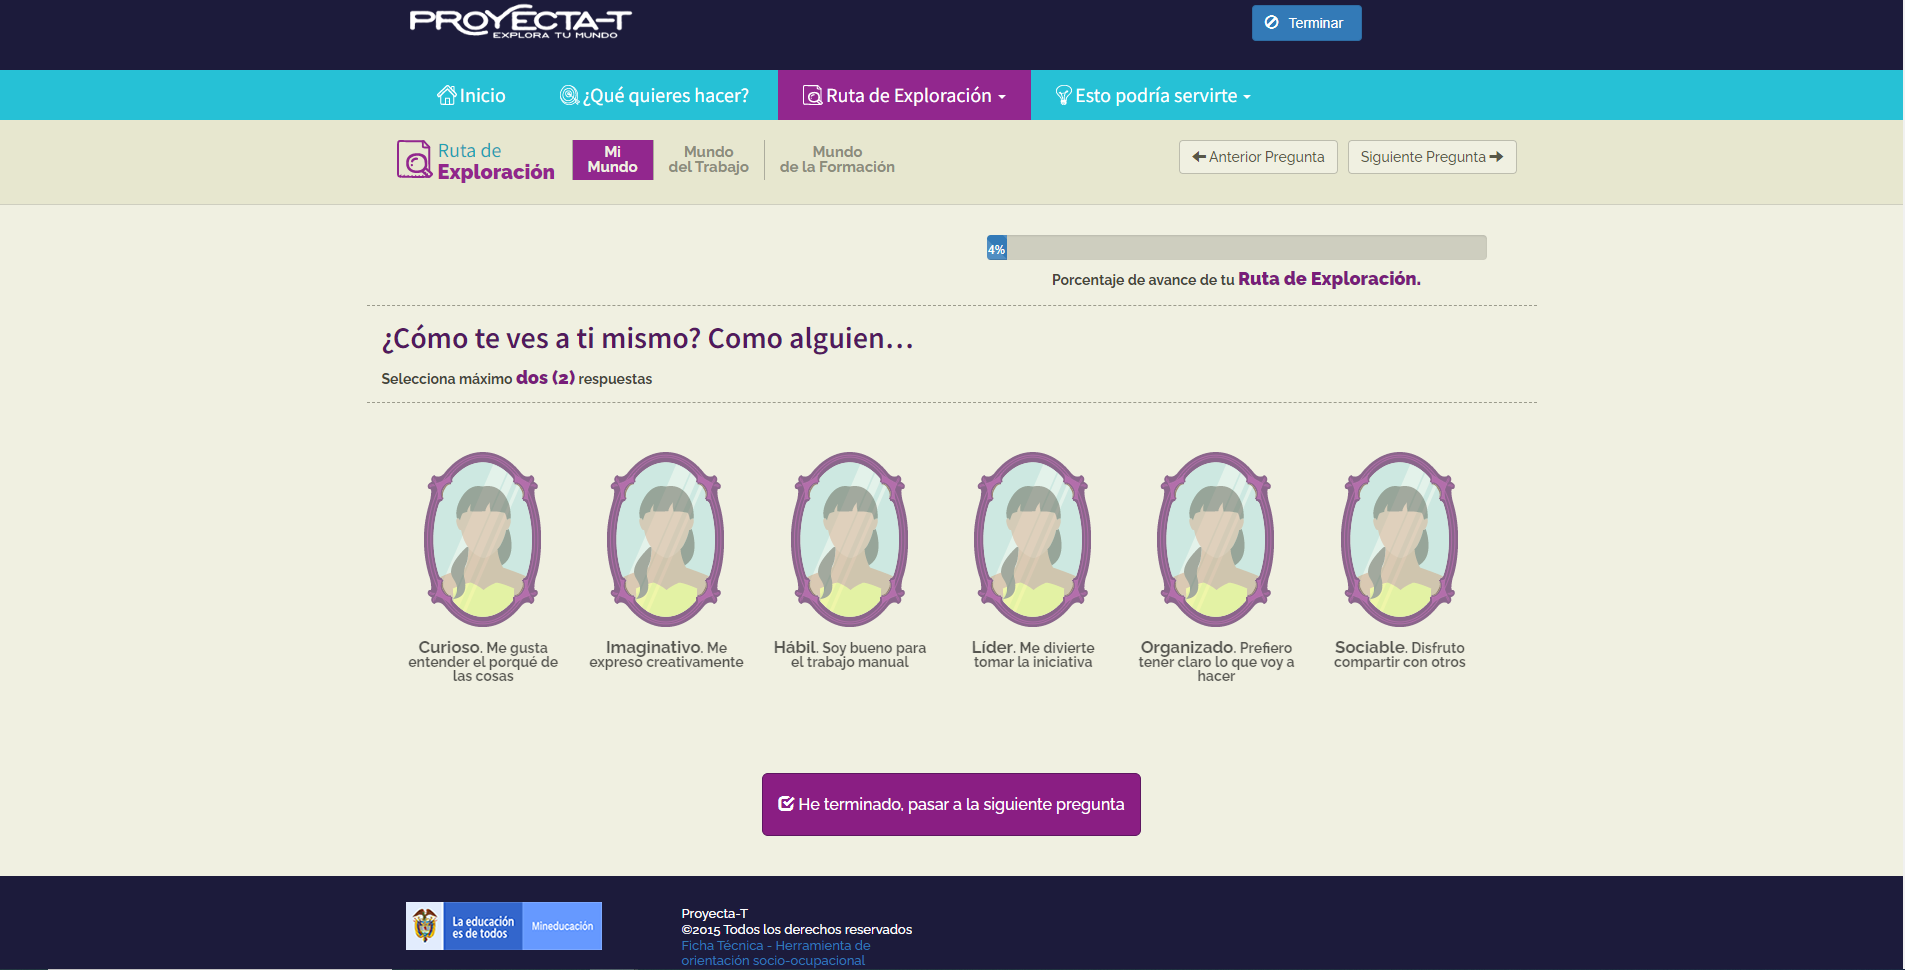 PROYECTA-T
EXPLORA TU MUNDO
Terminar
Inicio
¿Qué quieres hacer?
Ruta de Exploración
Esto podría servirte
Ruta de
Exploración
Mi
Mundo
Mundo
del Trabajo
Mundo
de la Formación
Anterior Pregunta
Siguiente Pregunta
4%
Porcentaje de avance de tu Ruta de Exploración.
¿Cómo te ves a ti mismo? Como alguien...
Selecciona máximo dos (2) respuestas
Curioso. Me gusta
entender el porqué de
las cosas
Imaginativo. Me
expreso creativamente
Hábil. Soy bueno para
el trabajo manual
Líder. Me divierte
tomar la iniciativa
Organizado. Prefiero
tener claro lo que voy a
hacer
Sociable. Disfruto
compartir con otros
He terminado, pasar a la siguiente pregunta
La educación
es de todos
Mineducación
Proyecta-T
©2015 Todos los derechos reservados
Ficha Técnica - Herramienta de
orientación socio-ocupacional